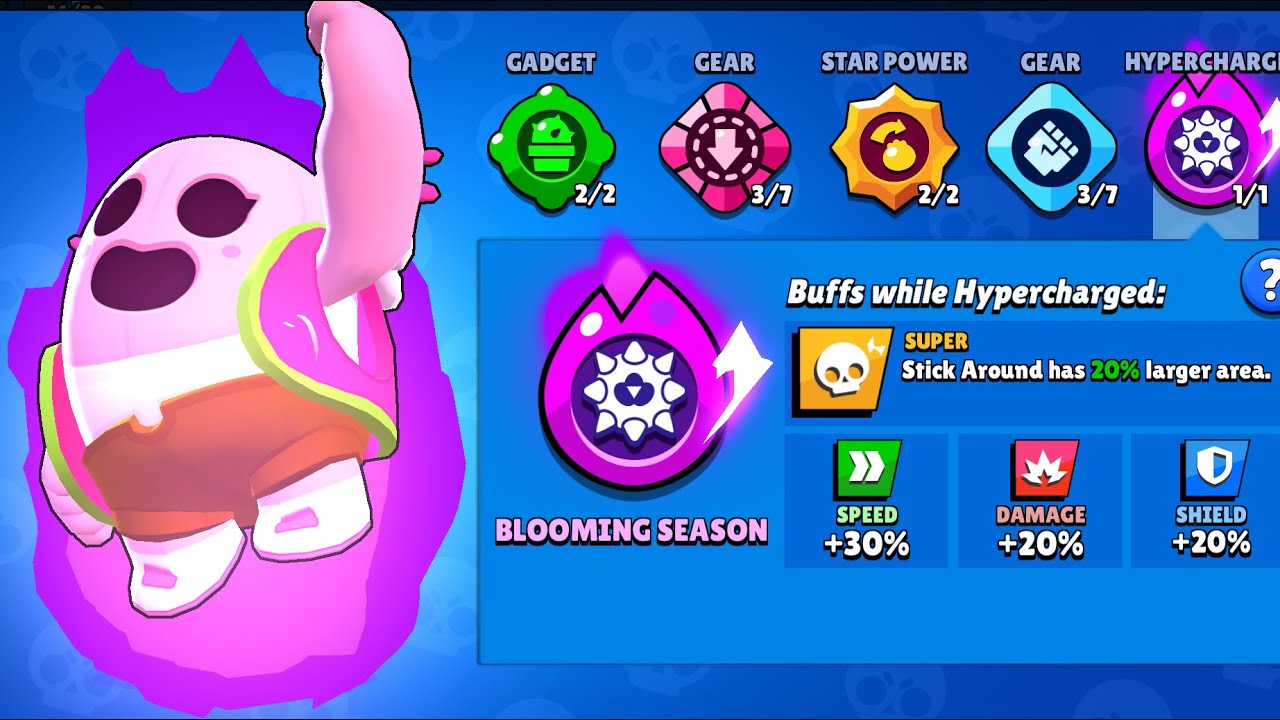 GADGET
GEAR
STAR POWER
GEAR
HYPERCHARGE
2/2
3/7
2/2
3/7
1/1
Buffs while Hypercharged:
?
SUPER
Stick Around has 20% larger area.
BLOOMING SEASON
SPEED
+30%
DAMAGE
+20%
SHIELD
+20%